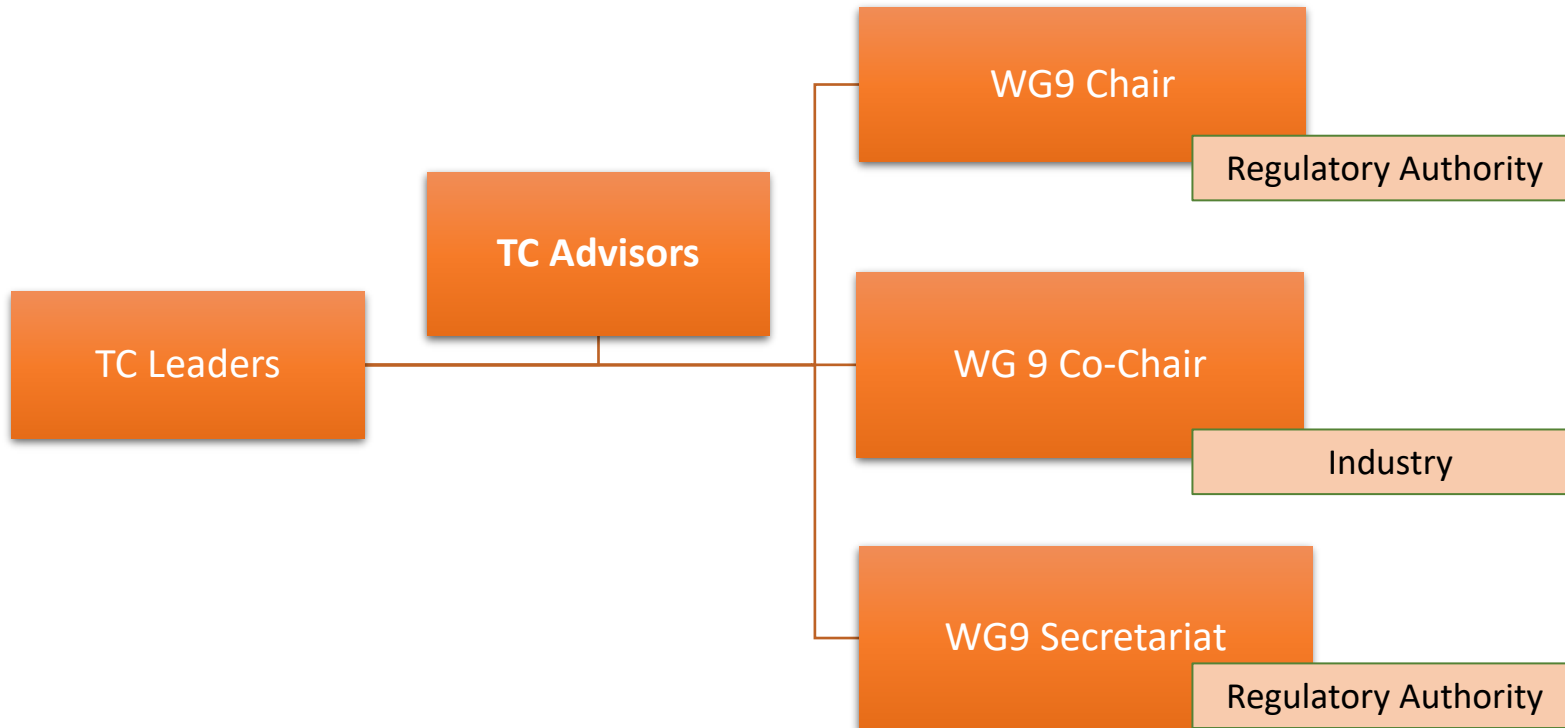 WG9 Chair
Regulatory Authority
TC Advisors
TC Leaders
WG 9 Co-Chair
Industry
WG9 Secretariat
Regulatory Authority